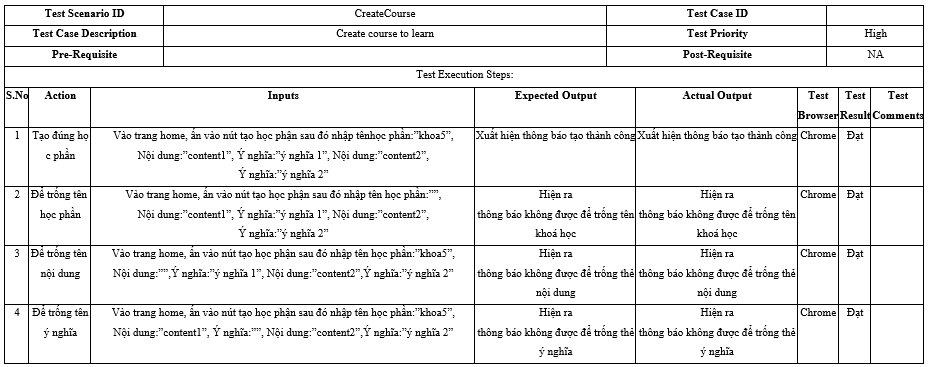 Test Scenario ID CreateCourse Test Case ID
Test Case Description Create course to learn Test Priority High
Pre-Requisite Post-Requisite NA
Test Execution Steps:
S.No Action Inputs Expected Output Actual Output Test Browser Test Result Test Comments
1 Tạo đúng họ
c phần Vào trang home, ấn vào nút tạo học phận sau đó nhập tênhọc phận:”khoa5”,
Nội dung:”content1”, Ý nghĩa:”ý nghĩa 1”, Nội dung:”content2”,
Ý nghĩa:”ý nghĩa 2” Xuất hiện thông báo tạo thành công Xuất hiện thông báo tạo thành công Chrome Đạt
2 Để trống tên
học phần Vào trang home, ấn vào nút tạo học phận sau đó nhập tên học phần:””,
Nội dung:”content1”, Ý nghĩa:”ý nghĩa 1”, Nội dung:”content2”,
Ý nghĩa:”ý nghĩa 2” Hiện ra
thông báo không được để trống tên
khoá học Hiện ra
thông báo không được để trống tên
khoá học Chrome Đạt
3 Để trống tên
nội dung Vào trang home, ấn vào nút tạo học phận sau đó nhập tên học phần:”khoa5”,
Nội dung:””,Ý nghĩa:”ý nghĩa 1”, Nội dung:”content2”,Ý nghĩa:”ý nghĩa 2” Hiện ra
thông báo không được để trống thẻ
nội dung Hiện ra
thông báo không được để trống thẻ
nội dung Chrome Đạt
4 Để trống tên
ý nghĩa Vào trang home, ấn vào nút tạo học phận sau đó nhập tên học phần:”khoa5”,
Nội dung:”content1”, Ý nghĩa:””, Nội dung:”content2”,Ý nghĩa:”ý nghĩa 2” Hiện ra
thông báo không được để trống thẻ
ý nghĩa Hiện ra
thông báo không được để trống thẻ
ý nghĩa Chrome Đạt